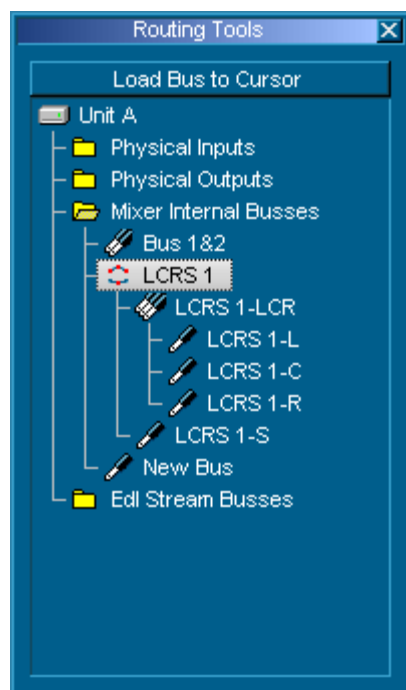 Routing Tools
Load Bus to Cursor
Unit A
Physical Inputs
Physical Outputs
Mixer Internal Busses
Bus 1&2
LCRS 1
LCRS 1-LCR
LCRS 1-L
LCRS 1-C
LCRS 1-R
LCRS 1-S
New Bus
Edl Stream Busses